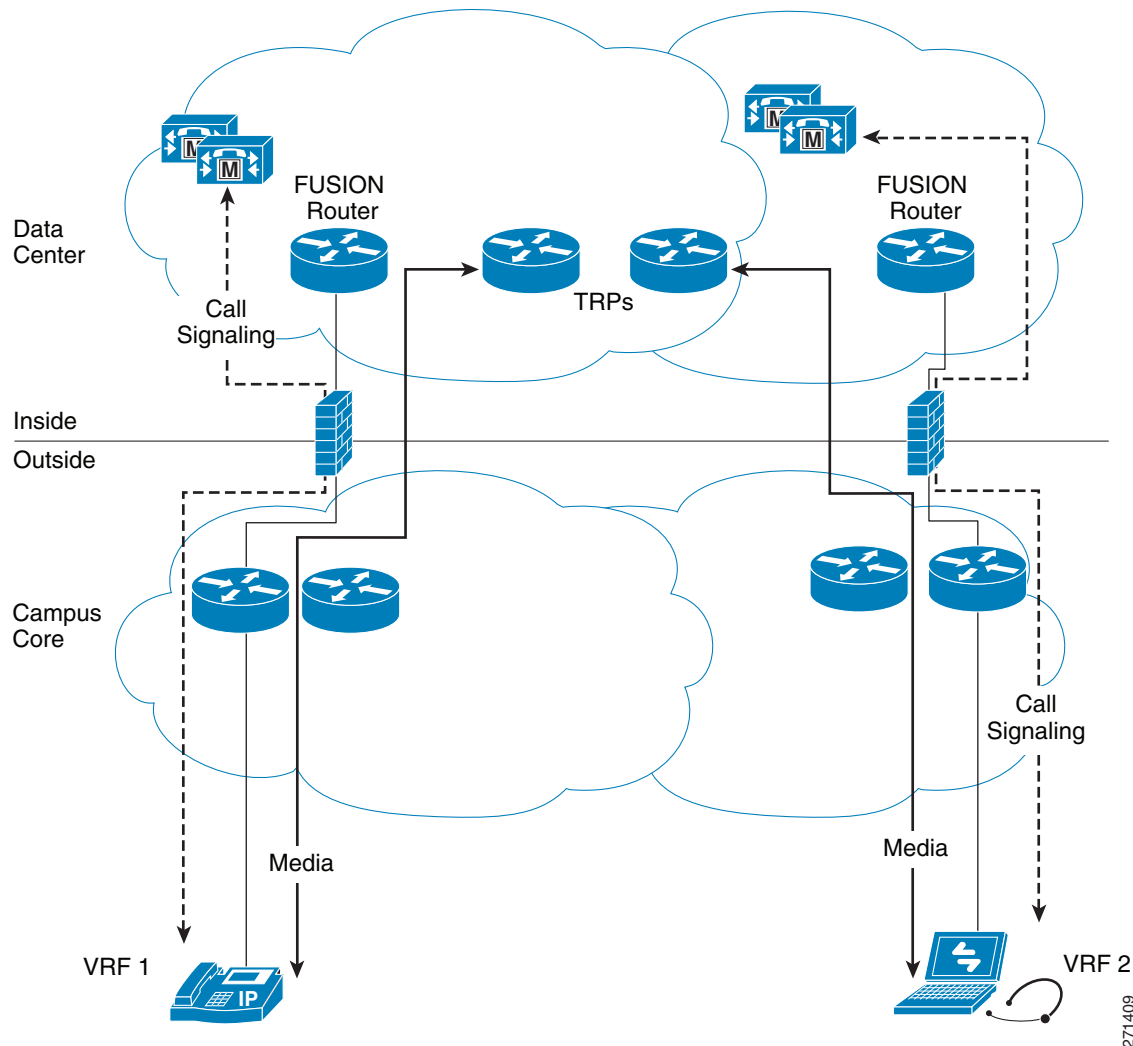 M
M
M
M
FUSION
Router
FUSION
Router
Data
Center
TRPs
Call
Signaling
Inside
Outside
Campus
Core
Call
Signaling
Media
Media
VRF 1
IP
VRF 2
271409